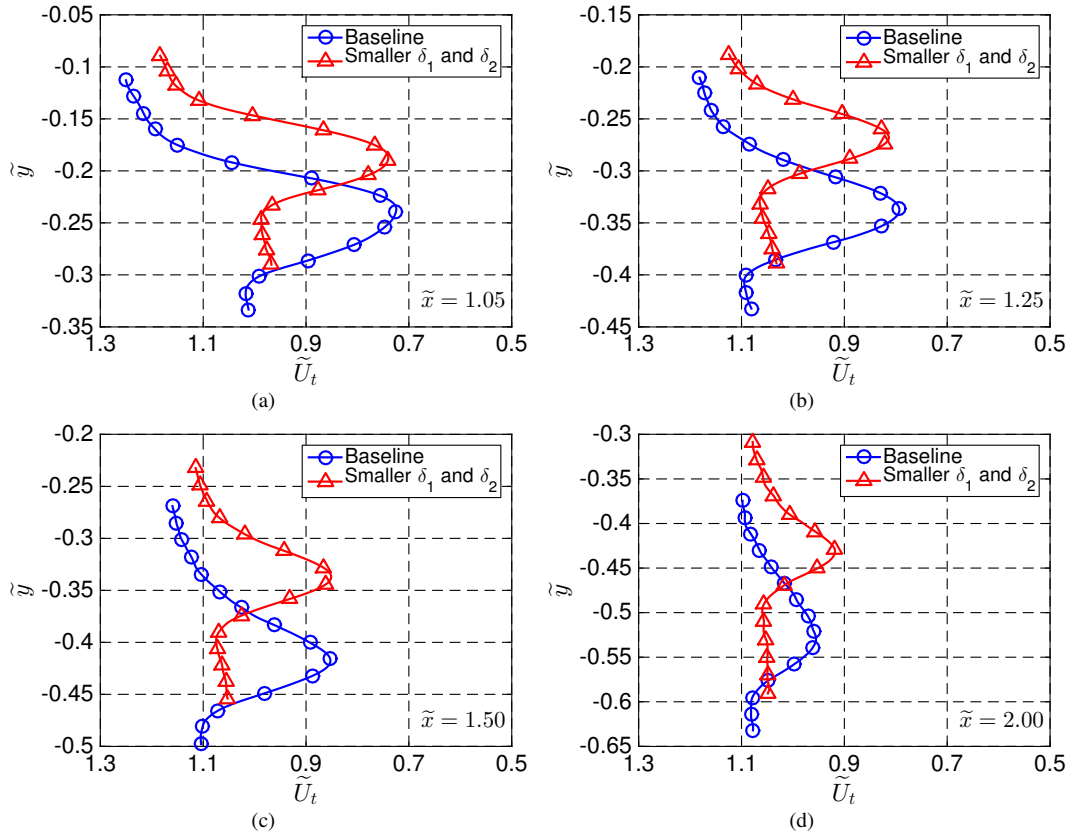 -0.05
-0.1
-0.15
-0.2
-0.25
-0.3
-0.35
ỹ
1.3 1.1 0.9 0.7 0.5
Ũₜ
Baseline
Smaller δ₁ and δ₂
x̃ = 1.05
(a)
-0.15
-0.2
-0.25
-0.3
-0.35
-0.4
-0.45
ỹ
1.3 1.1 0.9 0.7 0.5
Ũₜ
Baseline
Smaller δ₁ and δ₂
x̃ = 1.25
(b)
-0.2
-0.25
-0.3
-0.35
-0.4
-0.45
-0.5
ỹ
1.3 1.1 0.9 0.7 0.5
Ũₜ
Baseline
Smaller δ₁ and δ₂
x̃ = 1.50
(c)
-0.3
-0.35
-0.4
-0.45
-0.5
-0.55
-0.6
-0.65
ỹ
1.3 1.1 0.9 0.7 0.5
Ũₜ
Baseline
Smaller δ₁ and δ₂
x̃ = 2.00
(d)